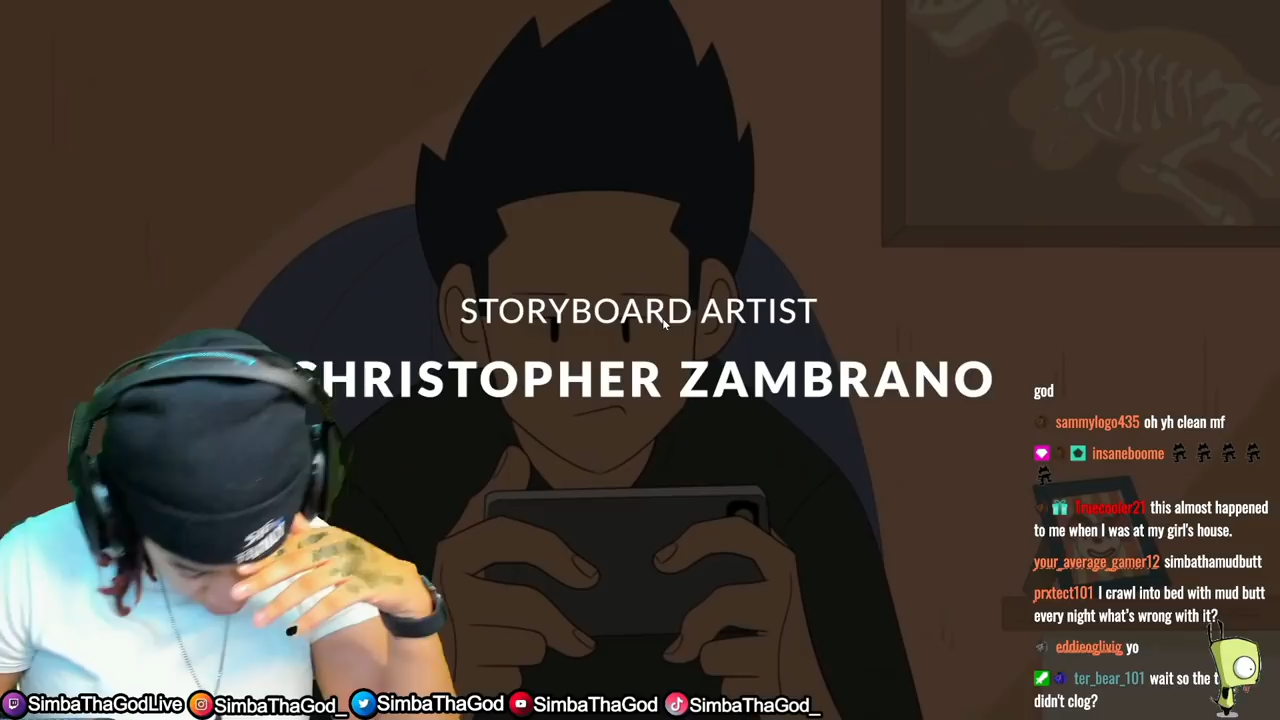 STORYBOARD ARTIST
CHRISTOPHER ZAMBRANO
god
sammylogo435 oh yh clean mf
insaneboome
Truecooler21 this almost happened
to me when I was at my girl's house.
your_average_gamer12 simbathamudbutt
prxtect101 I crawl into bed with mud butt
every night what's wrong with it?
eddieoglivig yo
ter_bear_101 wait so the
didn't clog?
SimbaThaGodLive SimbaThaGod_ SimbaThaGod SimbaThaGod SimbaThaGod_